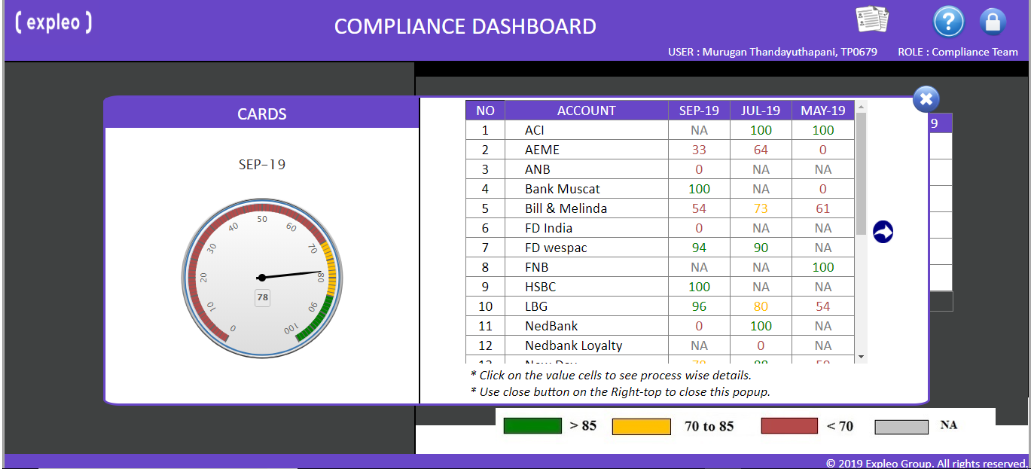 ( expleo )
COMPLIANCE DASHBOARD
?
USER : Murugan Thandayuthapani, TP0679 ROLE : Compliance Team
CARDS
SEP-19
0 10 20 30 40 50 60 70 80 90 100
78
NO ACCOUNT SEP-19 JUL-19 MAY-19
1 ACI NA 100 100
2 AEME 33 64 0
3 ANB 0 NA NA
4 Bank Muscat 100 NA 0
5 Bill & Melinda 54 73 61
6 FD India 0 NA NA
7 FD wespac 94 90 NA
8 FNB NA NA 100
9 HSBC 100 NA NA
10 LBG 96 80 54
11 NedBank 0 100 NA
12 Nedbank Loyalty NA 0 NA
9
* Click on the value cells to see process wise details.
* Use close button on the Right-top to close this popup.
> 85 70 to 85 < 70 NA
© 2019 Expleo Group. All rights reserved.